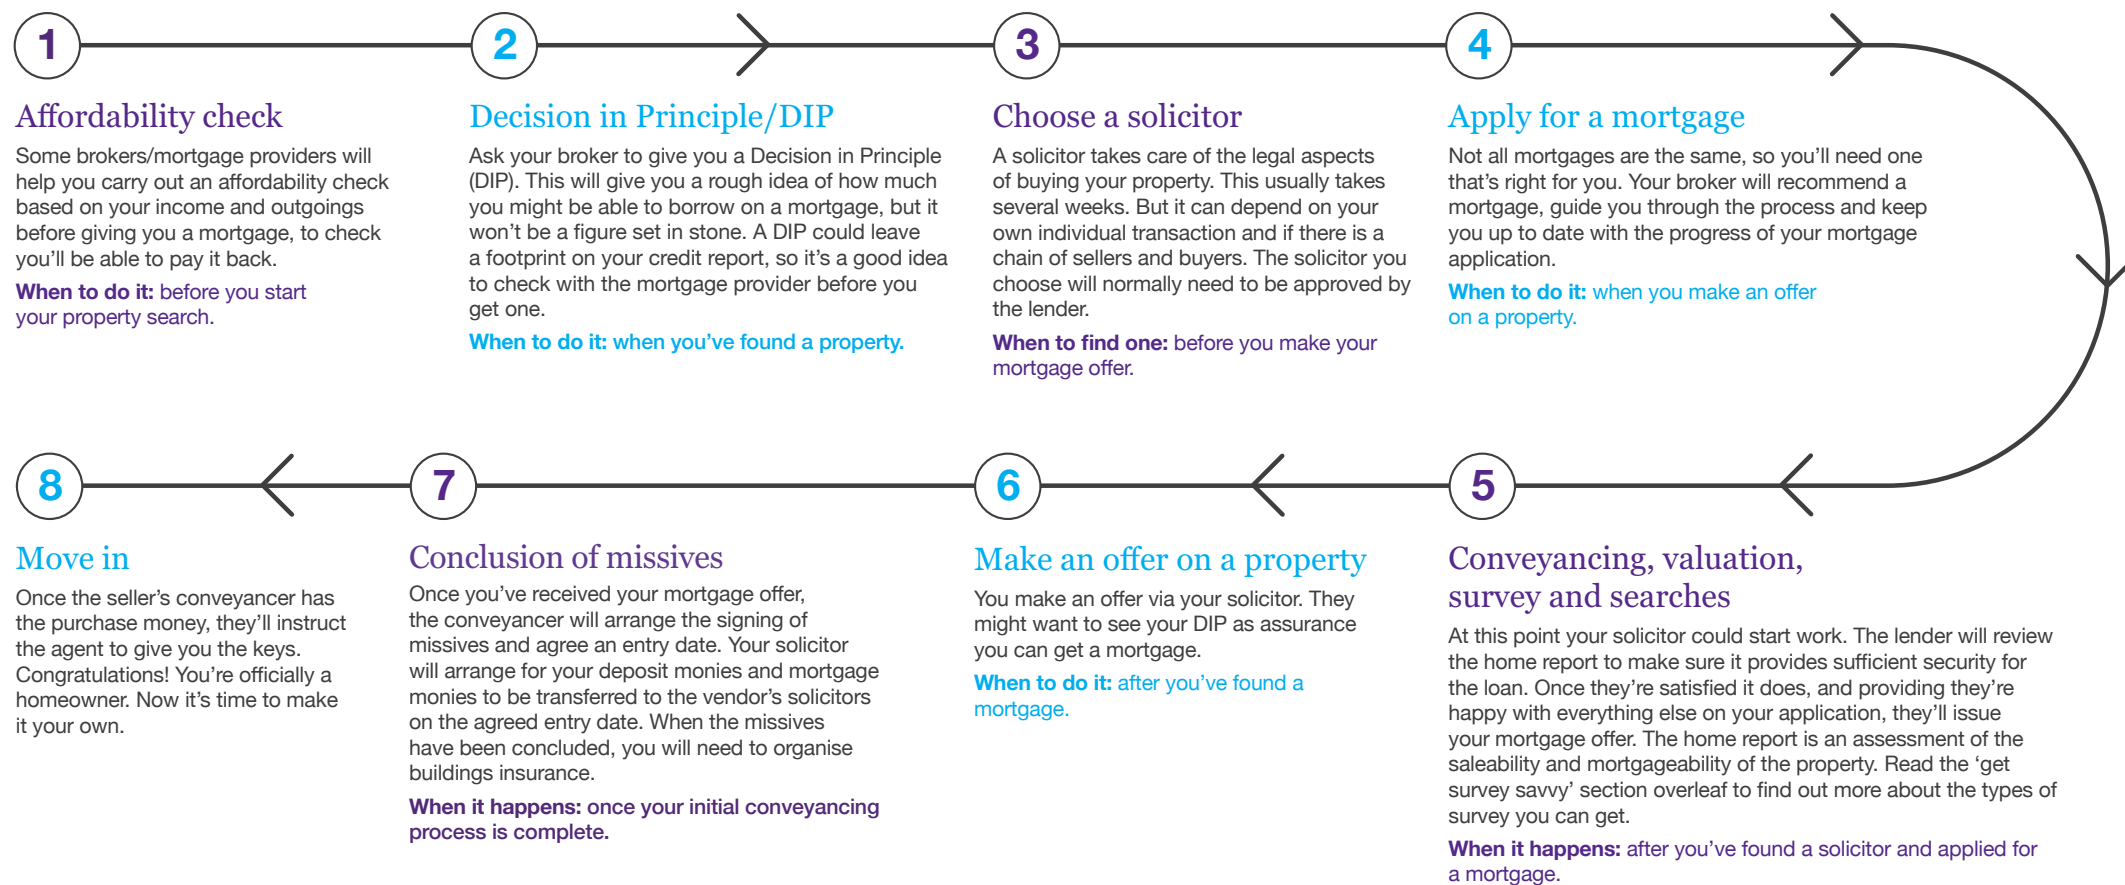 1
Affordability check
Some brokers/mortgage providers will
help you carry out an affordability check
based on your income and outgoings
before giving you a mortgage, to check
you’ll be able to pay it back.
When to do it: before you start
your property search.
2
Decision in Principle/DIP
Ask your broker to give you a Decision in Principle
(DIP). This will give you a rough idea of how much
you might be able to borrow on a mortgage, but it
won’t be a figure set in stone. A DIP could leave
a footprint on your credit report, so it’s a good idea
to check with the mortgage provider before you
get one.
When to do it: when you’ve found a property.
3
Choose a solicitor
A solicitor takes care of the legal aspects
of buying your property. This usually takes
several weeks. But it can depend on your
own individual transaction and if there is a
chain of sellers and buyers. The solicitor you
choose will normally need to be approved by
the lender.
When to find one: before you make your
mortgage offer.
4
Apply for a mortgage
Not all mortgages are the same, so you’ll need one
that’s right for you. Your broker will recommend a
mortgage, guide you through the process and keep
you up to date with the progress of your mortgage
application.
When to do it: when you make an offer
on a property.
5
Conveyancing, valuation,
survey and searches
At this point your solicitor could start work. The lender will review
the home report to make sure it provides sufficient security for
the loan. Once they’re satisfied it does, and providing they’re
happy with everything else on your application, they’ll issue
your mortgage offer. The home report is an assessment of the
saleability and mortgageability of the property. Read the ‘get
survey savvy’ section overleaf to find out more about the types of
survey you can get.
When it happens: after you’ve found a solicitor and applied for
a mortgage.
6
Make an offer on a property
You make an offer via your solicitor. They
might want to see your DIP as assurance
you can get a mortgage.
When to do it: after you’ve found a
mortgage.
7
Conclusion of missives
Once you’ve received your mortgage offer,
the conveyancer will arrange the signing of
missives and agree an entry date. Your solicitor
will arrange for your deposit monies and mortgage
monies to be transferred to the vendor’s solicitors
on the agreed entry date. When the missives
have been concluded, you will need to organise
buildings insurance.
When it happens: once your initial conveyancing
process is complete.
8
Move in
Once the seller’s conveyancer has
the purchase money, they’ll instruct
the agent to give you the keys.
Congratulations! You’re officially a
homeowner. Now it’s time to make
it your own.